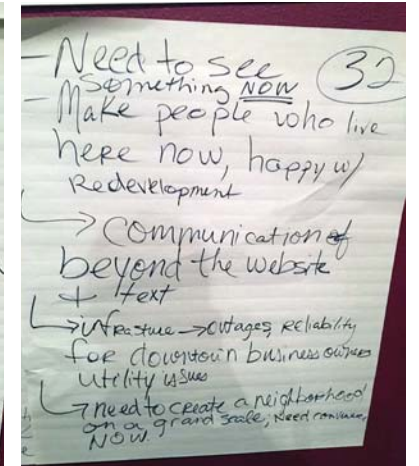 - Need to see
Something NOW
32
- Make people who live
here now, happy w/
Redevelopment
→ communication of
beyond the website
+ text
→ infrasture → outages, reliability
for downtown business owners
utility issues
→ need to create a neighborhood
on a grand scale; Need
NOW.